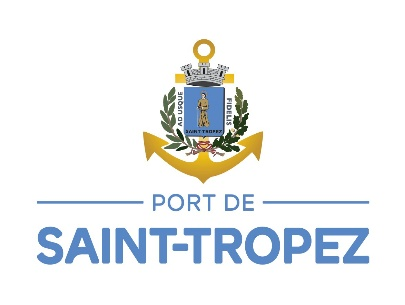 AD USQUE FIDELIS
SAINT TROPEZ
PORT DE
SAINT-TROPEZ